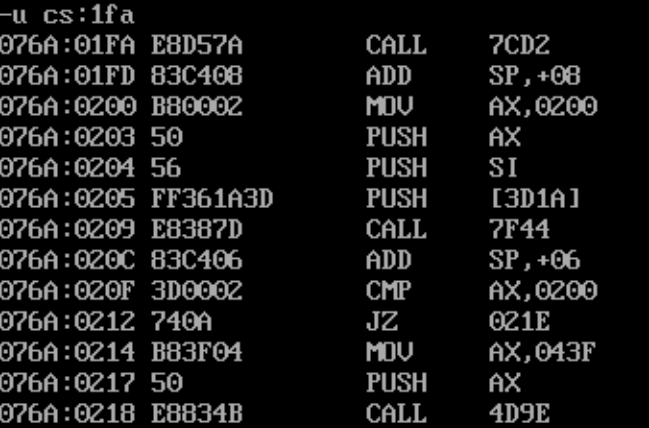 -u cs:1fa
076A:01FA E8D57A CALL 7CD2
076A:01FD 83C408 ADD SP,+08
076A:0200 B80002 MOV AX,0200
076A:0203 50 PUSH AX
076A:0204 56 PUSH SI
076A:0205 FF361A3D PUSH [3D1A]
076A:0209 E8387D CALL 7F44
076A:020C 83C406 ADD SP,+06
076A:020F 3D0002 CMP AX,0200
076A:0212 740A JZ 021E
076A:0214 B83F04 MOV AX,043F
076A:0217 50 PUSH AX
076A:0218 E8834B CALL 4D9E